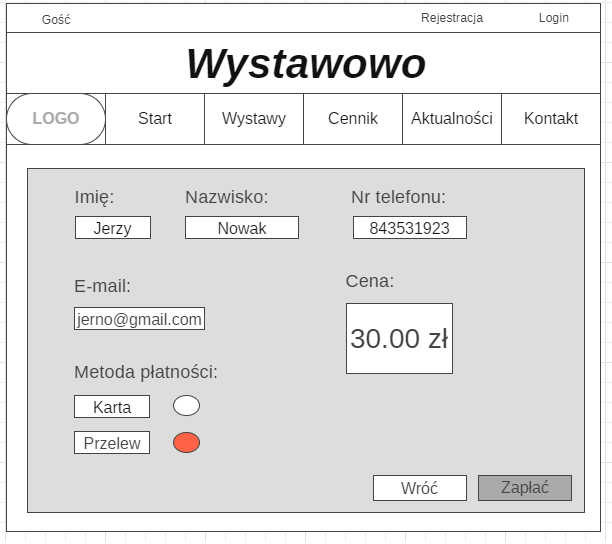 Gość Rejestracja Login
Wystawowo
LOGO Start Wystawy Cennik Aktualności Kontakt
Imię: Nazwisko: Nr telefonu:
Jerzy Nowak 843531923
E-mail: Cena:
jerno@gmail.com 30.00 zł
Metoda płatności:
Karta
Przelew
Wróć Zapłać